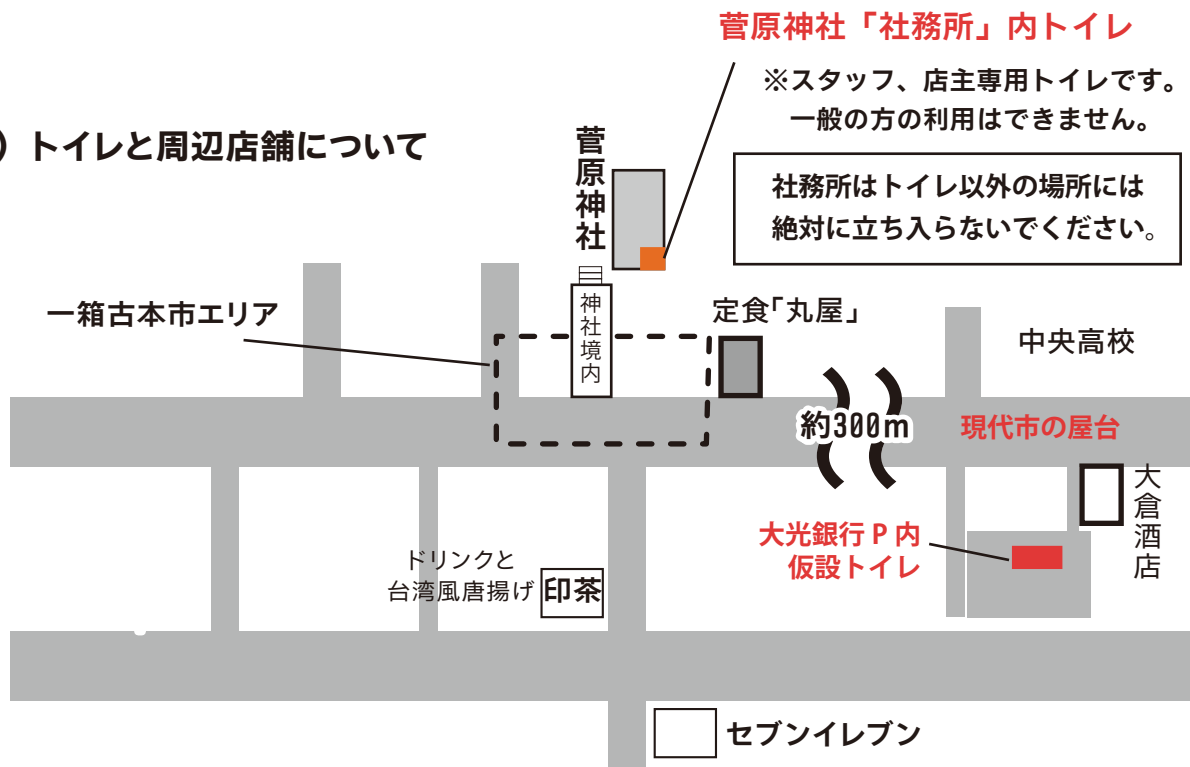 菅原神社「社務所」内トイレ
※スタッフ、店主専用トイレです。
一般の方の利用はできません。
) トイレと周辺店舗について
社務所はトイレ以外の場所には
絶対に立ち入らないでください。
菅原神社
一箱古本市エリア
神社境内
定食「丸屋」
中央高校
約300m
現代市の屋台
大倉酒店
大光銀行 P 内
仮設トイレ
ドリンクと
台湾風唐揚げ
印茶
セブンイレブン